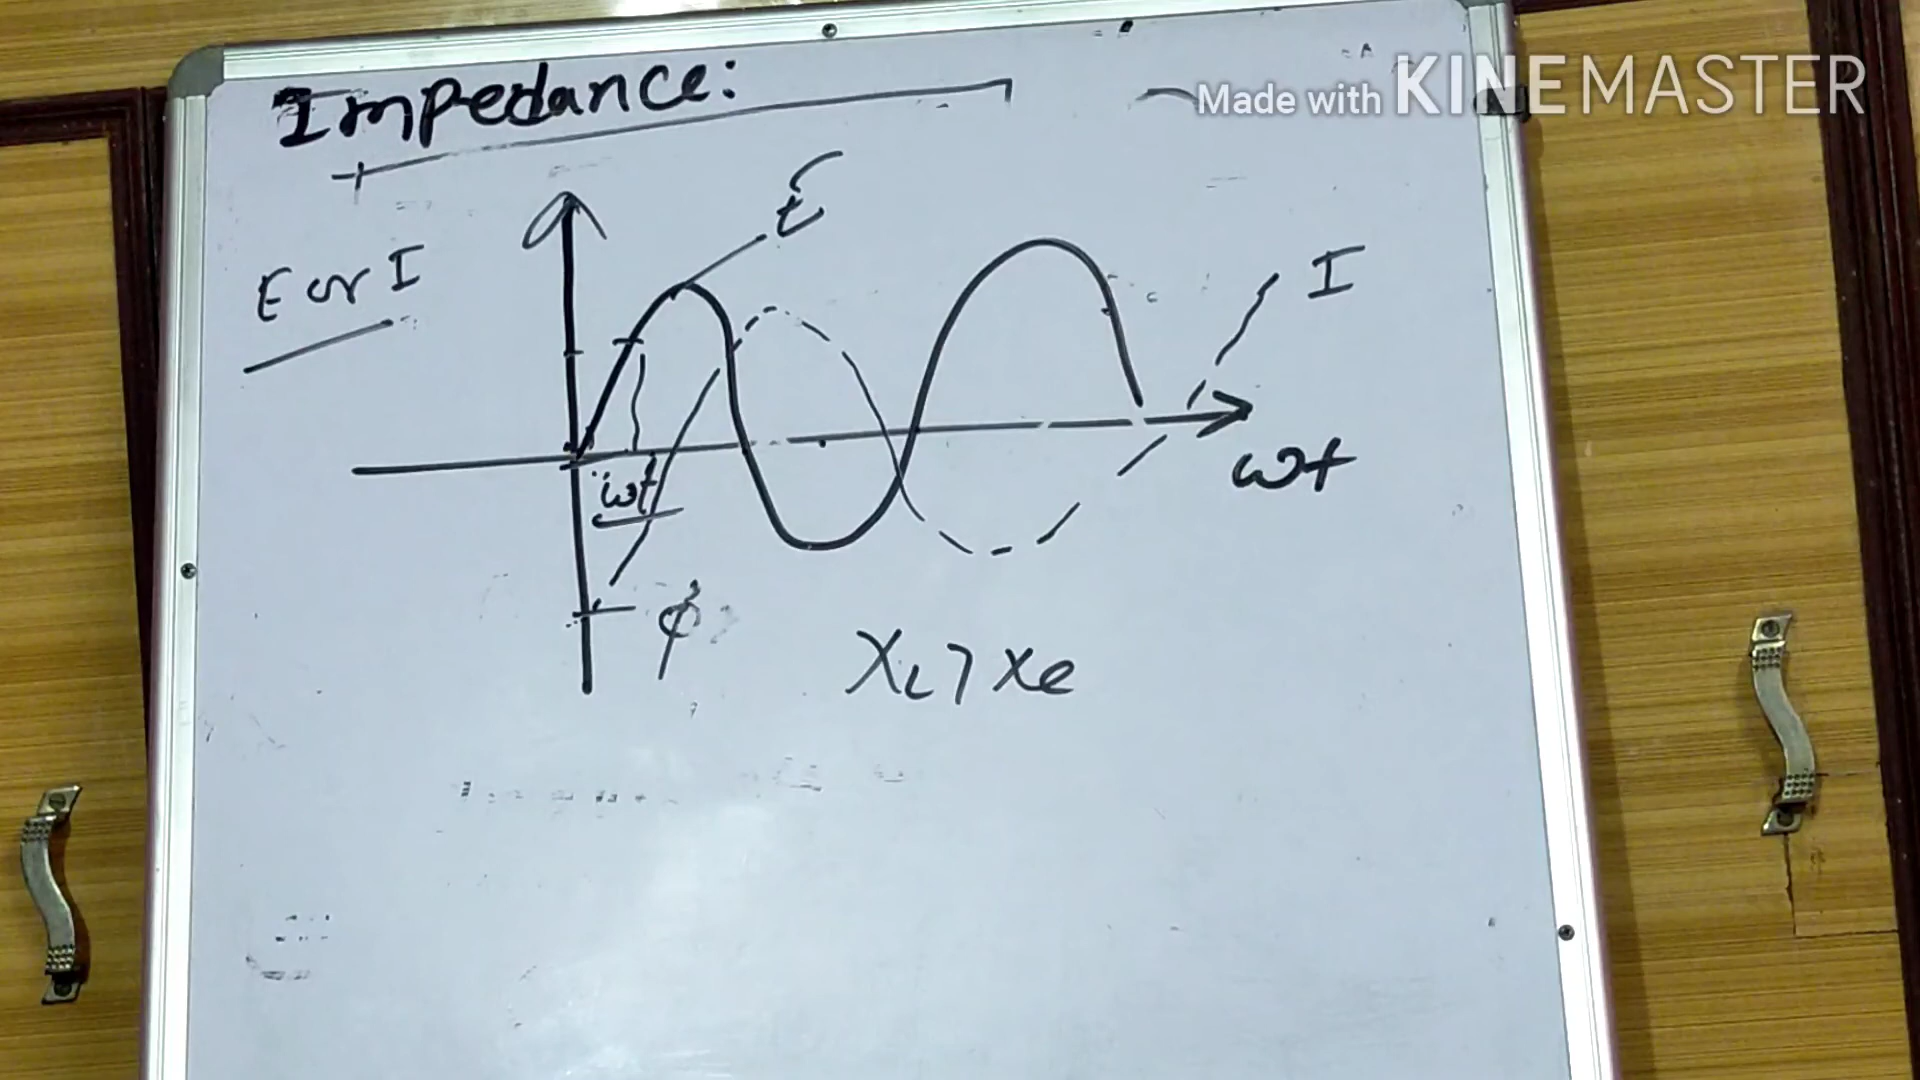 Impedance:
Made with KINEMASTER
E
E or I
I
ωt
ωt
ϕ
XL > Xc